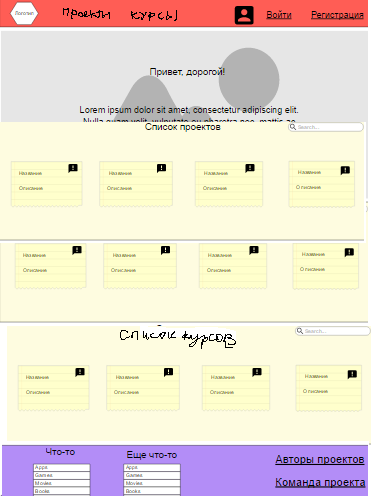 Логотип проекты курсы Войти Регистрация
Привет, дорогой!
Lorem ipsum dolor sit amet, consectetur adipiscing elit.
Nulla quam velit, vulputate eu pharetra nec, mattis ac
Список проектов Search...
Название Название Название Название
Описание Описание Описание Описание
Название Название Название Название
Описание Описание Описание Описание
Список курсов Search...
Название Название Название Название
Описание Описание Описание Описание
Что-то Еще что-то Авторы проектов
Apps Apps
Games Games
Movies Movies Команда проекта
Books Books